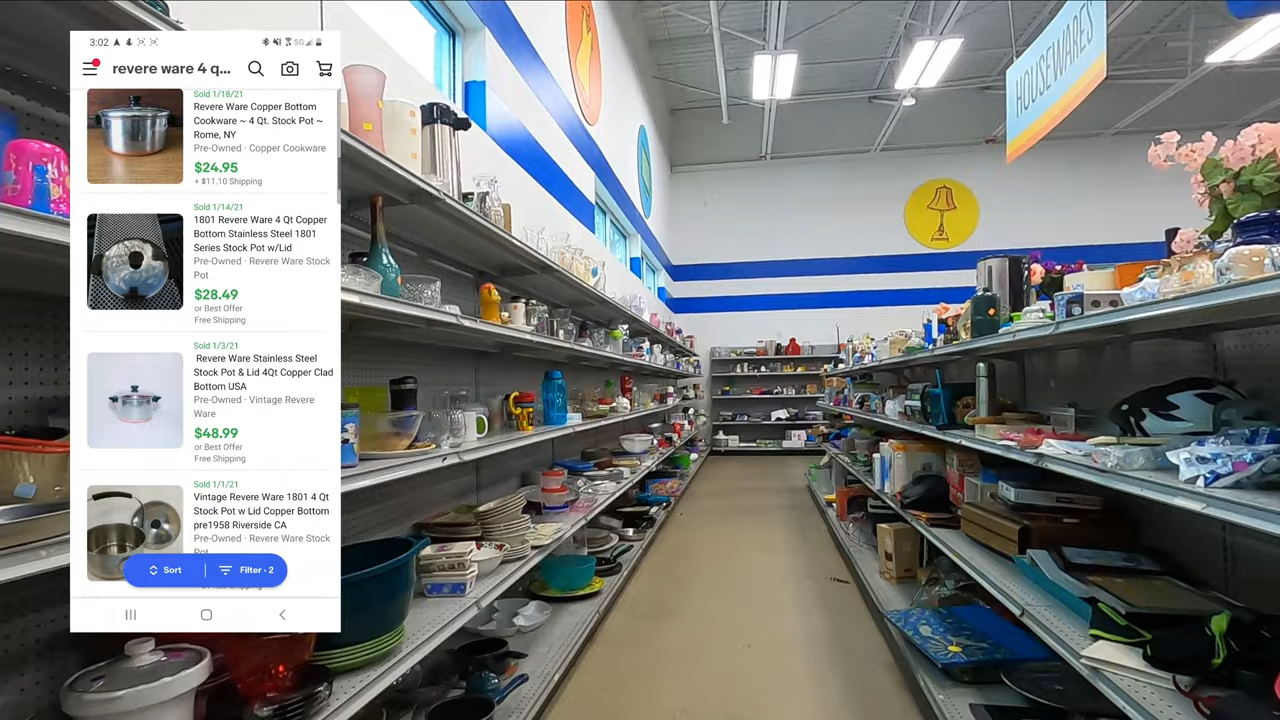 3:02
5G
revere ware 4 q...
Sold 1/18/21
Revere Ware Copper Bottom
Cookware ~ 4 Qt. Stock Pot ~
Rome, NY
Pre-Owned · Copper Cookware
$24.95
+ $11.10 Shipping
Sold 1/14/21
1801 Revere Ware 4 Qt Copper
Bottom Stainless Steel 1801
Series Stock Pot w/Lid
Pre-Owned · Revere Ware Stock
Pot
$28.49
or Best Offer
Free Shipping
Sold 1/3/21
Revere Ware Stainless Steel
Stock Pot & Lid 4Qt Copper Clad
Bottom USA
Pre-Owned · Vintage Revere
Ware
$48.99
or Best Offer
Free Shipping
Sold 1/1/21
Vintage Revere Ware 1801 4 Qt
Stock Pot w Lid Copper Bottom
pre1958 Riverside CA
Pre-Owned · Revere Ware Stock
Pot
Sort
Filter · 2
HOUSEWARES